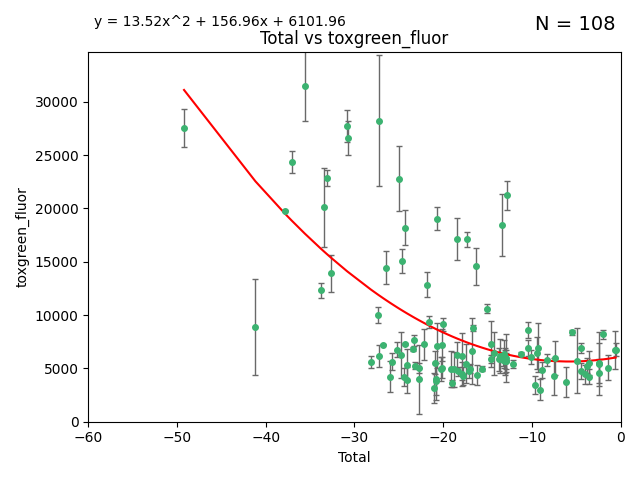 y = 13.52x^2 + 156.96x + 6101.96
N = 108
Total vs toxgreen_fluor
toxgreen_fluor
30000
25000
20000
15000
10000
5000
0
−60
−50
−40
−30
−20
−10
0
Total